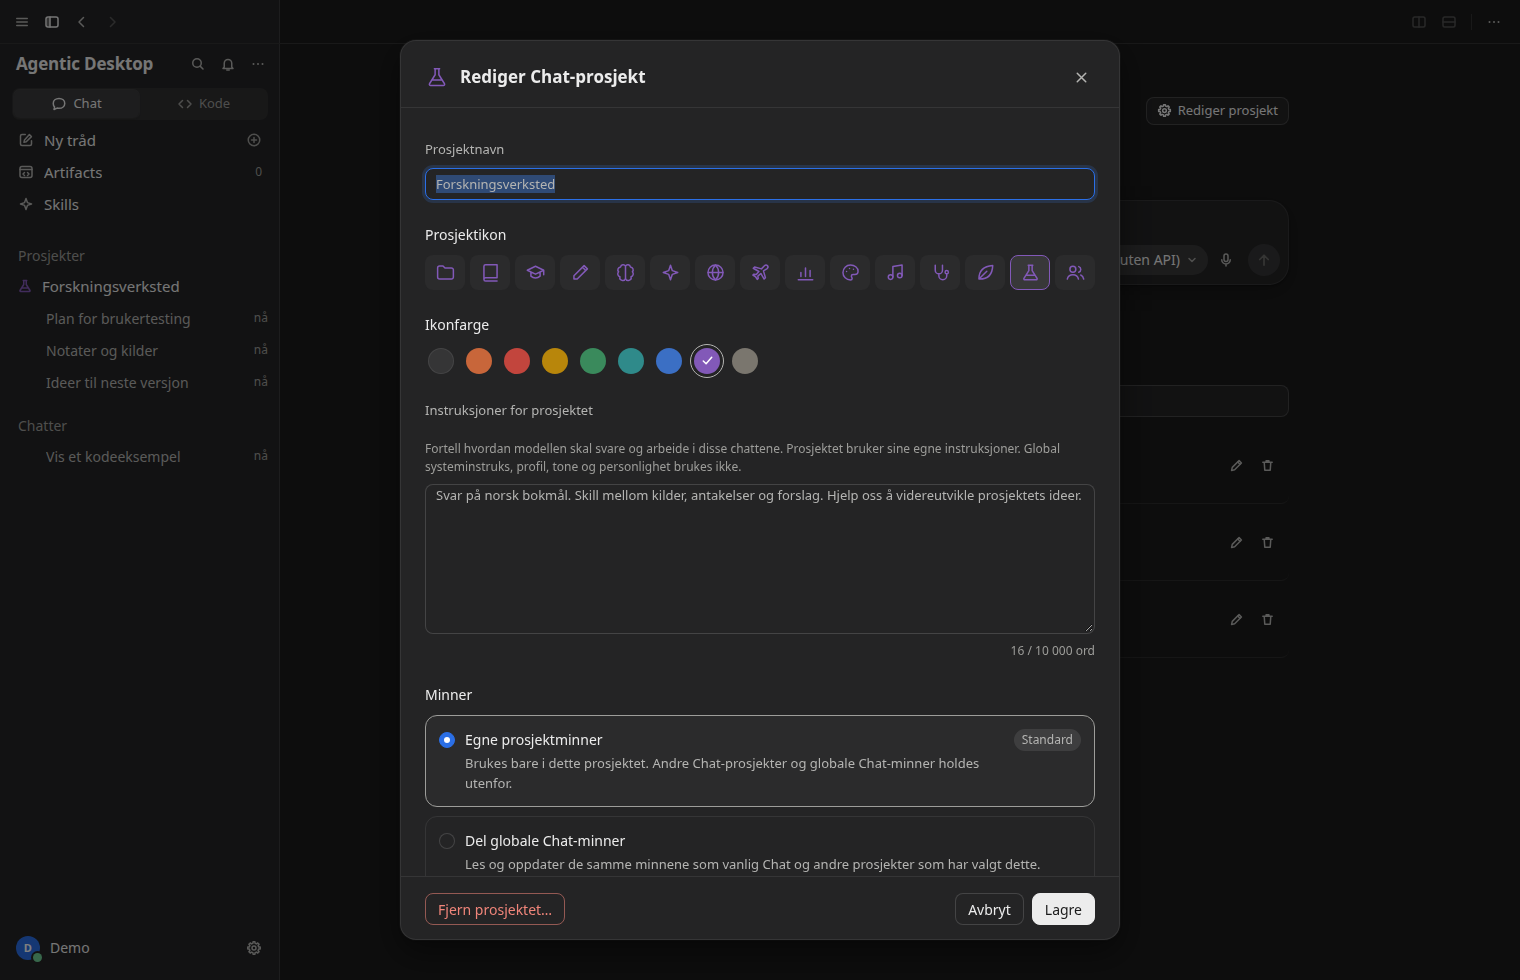 Agentic Desktop
Chat
Kode
Ny tråd
Artifacts 0
Skills
Prosjekter
Forskningsverksted
Plan for brukertesting nå
Notater og kilder nå
Ideer til neste versjon nå
Chatter
Vis et kodeeksempel nå
D Demo
Rediger prosjekt
uten API)
Rediger Chat-prosjekt
Prosjektnavn
Forskningsverksted
Prosjektikon
Ikonfarge
Instruksjoner for prosjektet
Fortell hvordan modellen skal svare og arbeide i disse chattene. Prosjektet bruker sine egne instruksjoner. Global
systeminstruks, profil, tone og personlighet brukes ikke.
Svar på norsk bokmål. Skill mellom kilder, antakelser og forslag. Hjelp oss å videreutvikle prosjektets ideer.
16 / 10 000 ord
Minner
Egne prosjektminner Standard
Brukes bare i dette prosjektet. Andre Chat-prosjekter og globale Chat-minner holdes
utenfor.
Del globale Chat-minner
Les og oppdater de samme minnene som vanlig Chat og andre prosjekter som har valgt dette.
Fjern prosjektet...
Avbryt
Lagre